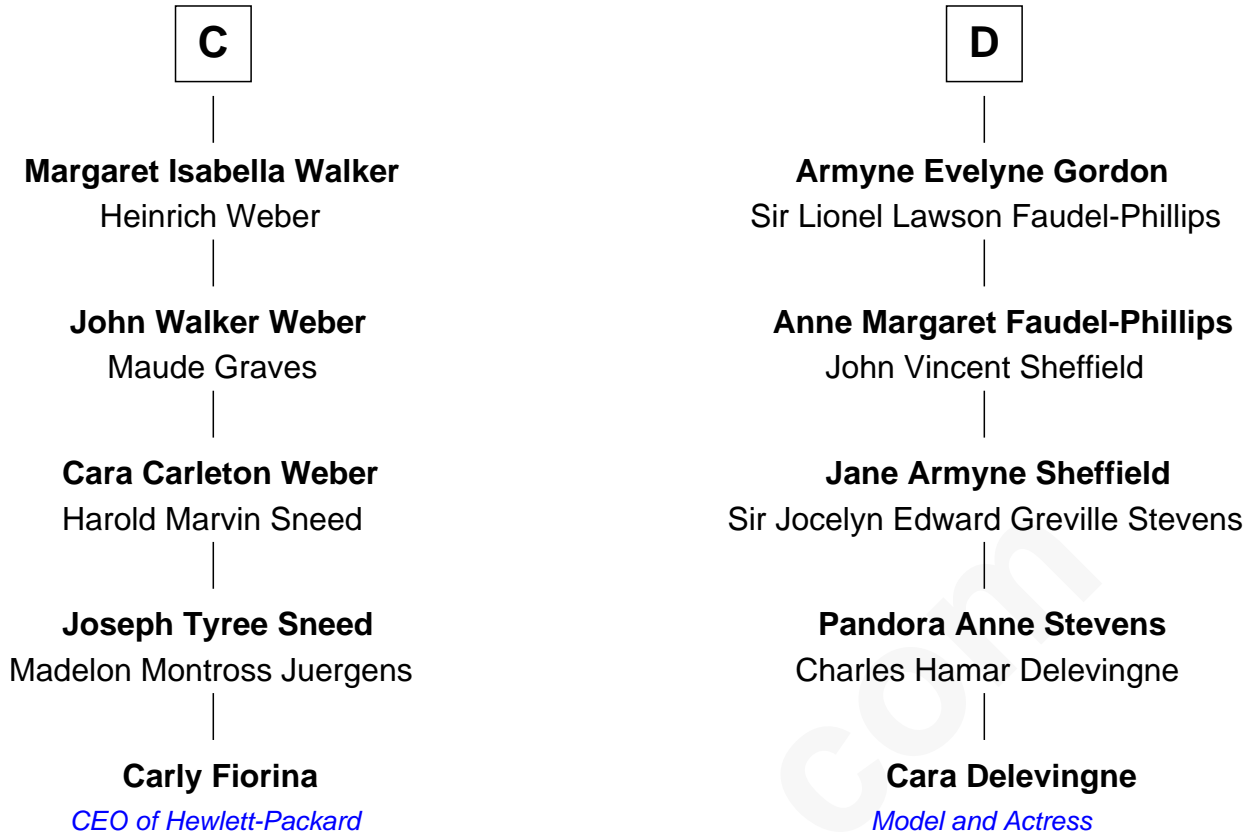 C
Margaret Isabella Walker
Heinrich Weber
John Walker Weber
Maude Graves
Cara Carleton Weber
Harold Marvin Sneed
Joseph Tyree Sneed
Madelon Montross Juergens
Carly Fiorina
CEO of Hewlett-Packard
D
Armyne Evelyne Gordon
Sir Lionel Lawson Faudel-Phillips
Anne Margaret Faudel-Phillips
John Vincent Sheffield
Jane Armyne Sheffield
Sir Jocelyn Edward Greville Stevens
Pandora Anne Stevens
Charles Hamar Delevingne
Cara Delevingne
Model and Actress
com